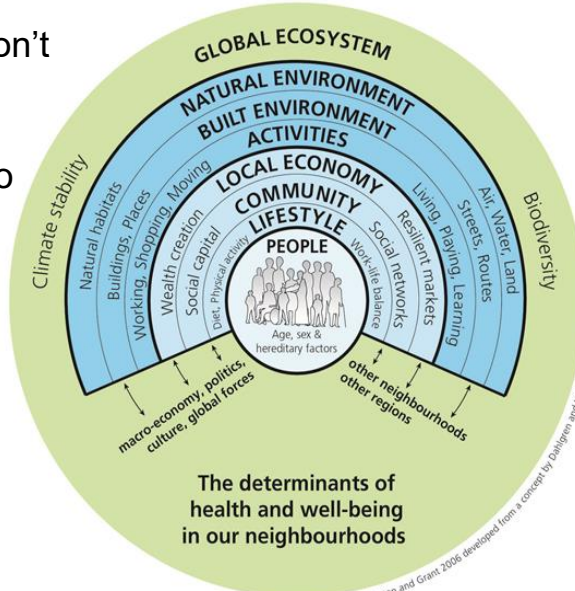 on't
o
GLOBAL ECOSYSTEM
NATURAL ENVIRONMENT
BUILT ENVIRONMENT
ACTIVITIES
LOCAL ECONOMY
COMMUNITY
LIFESTYLE
PEOPLE
Climate stability
Natural habitats
Buildings, Places
Working, Shopping, Moving
Wealth creation
Social capital
Diet, Physical activity
Work-life balance
Social networks
Resilient markets
Living, Playing, Learning
Streets, Routes
Air, Water, Land
Biodiversity
Age, sex &
hereditary factors
macro-economy, politics,
culture, global forces
other neighbourhoods
other regions
The determinants of
health and well-being
in our neighbourhoods
and Grant 2006 developed from a concept by Dahlgren and